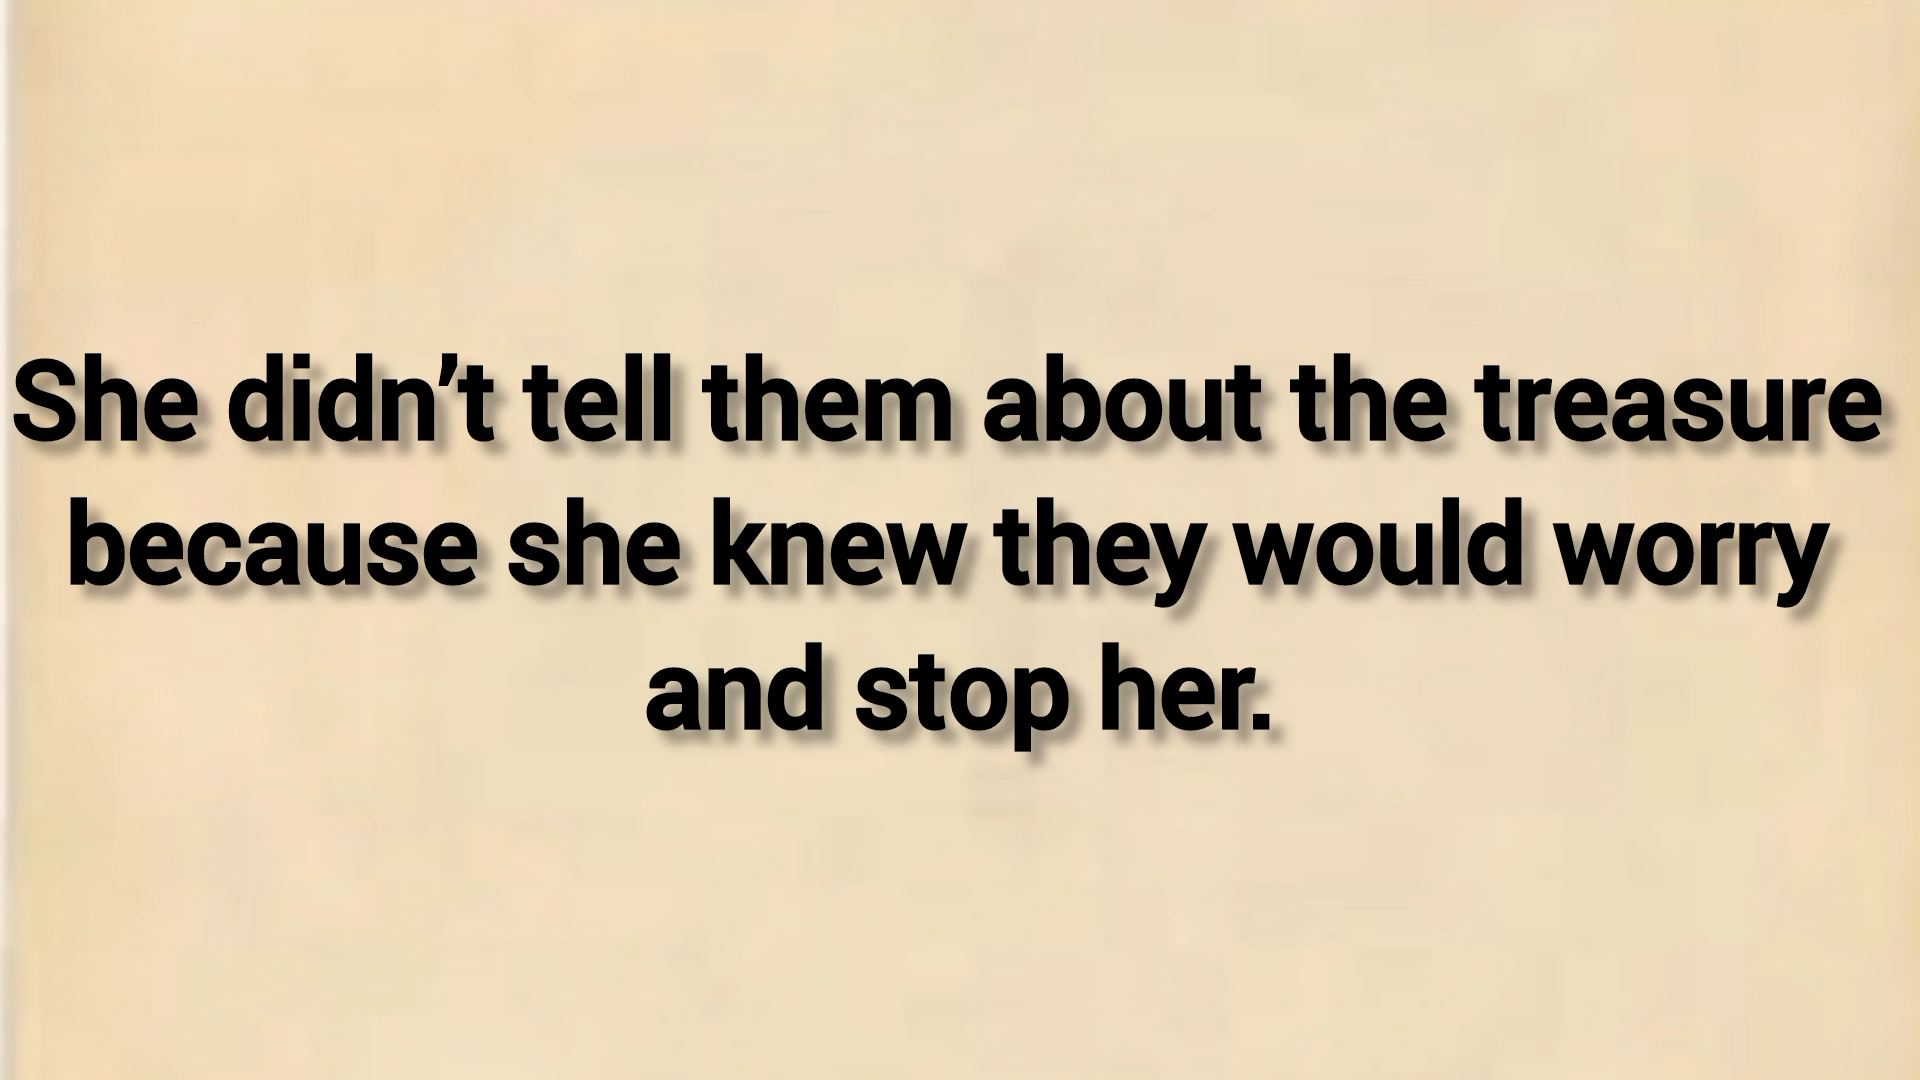 She didn’t tell them about the treasure
because she knew they would worry
and stop her.